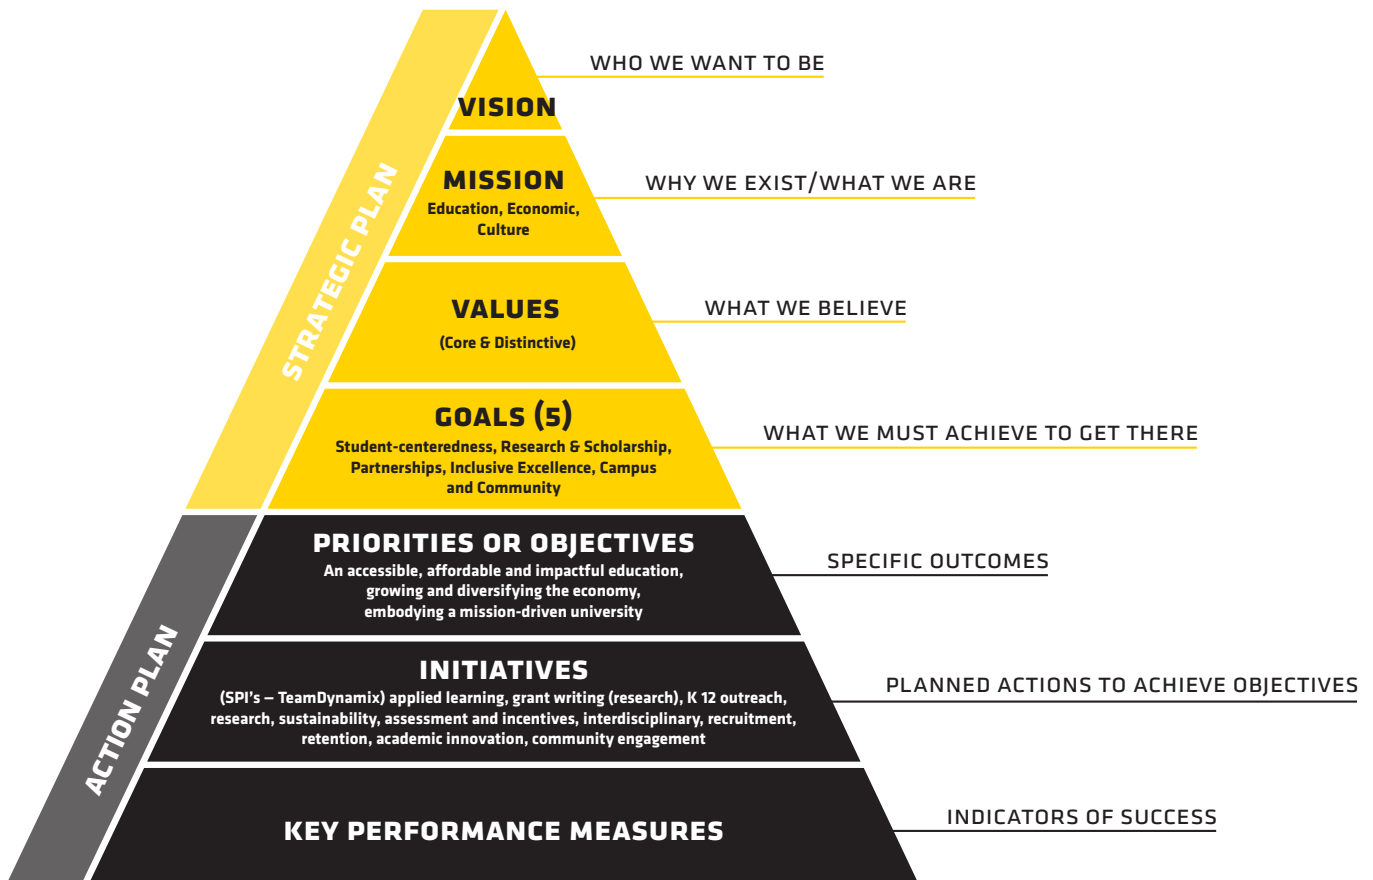 WHO WE WANT TO BE
VISION
MISSION
Education, Economic,
Culture
WHY WE EXIST/WHAT WE ARE
VALUES
(Core & Distinctive)
WHAT WE BELIEVE
GOALS (5)
Student-centeredness, Research & Scholarship,
Partnerships, Inclusive Excellence, Campus
and Community
WHAT WE MUST ACHIEVE TO GET THERE
STRATEGIC PLAN
PRIORITIES OR OBJECTIVES
An accessible, affordable and impactful education,
growing and diversifying the economy,
embodying a mission-driven university
SPECIFIC OUTCOMES
INITIATIVES
(SPI's – TeamDynamix) applied learning, grant writing (research), K 12 outreach,
research, sustainability, assessment and incentives, interdisciplinary, recruitment,
retention, academic innovation, community engagement
PLANNED ACTIONS TO ACHIEVE OBJECTIVES
ACTION PLAN
KEY PERFORMANCE MEASURES
INDICATORS OF SUCCESS